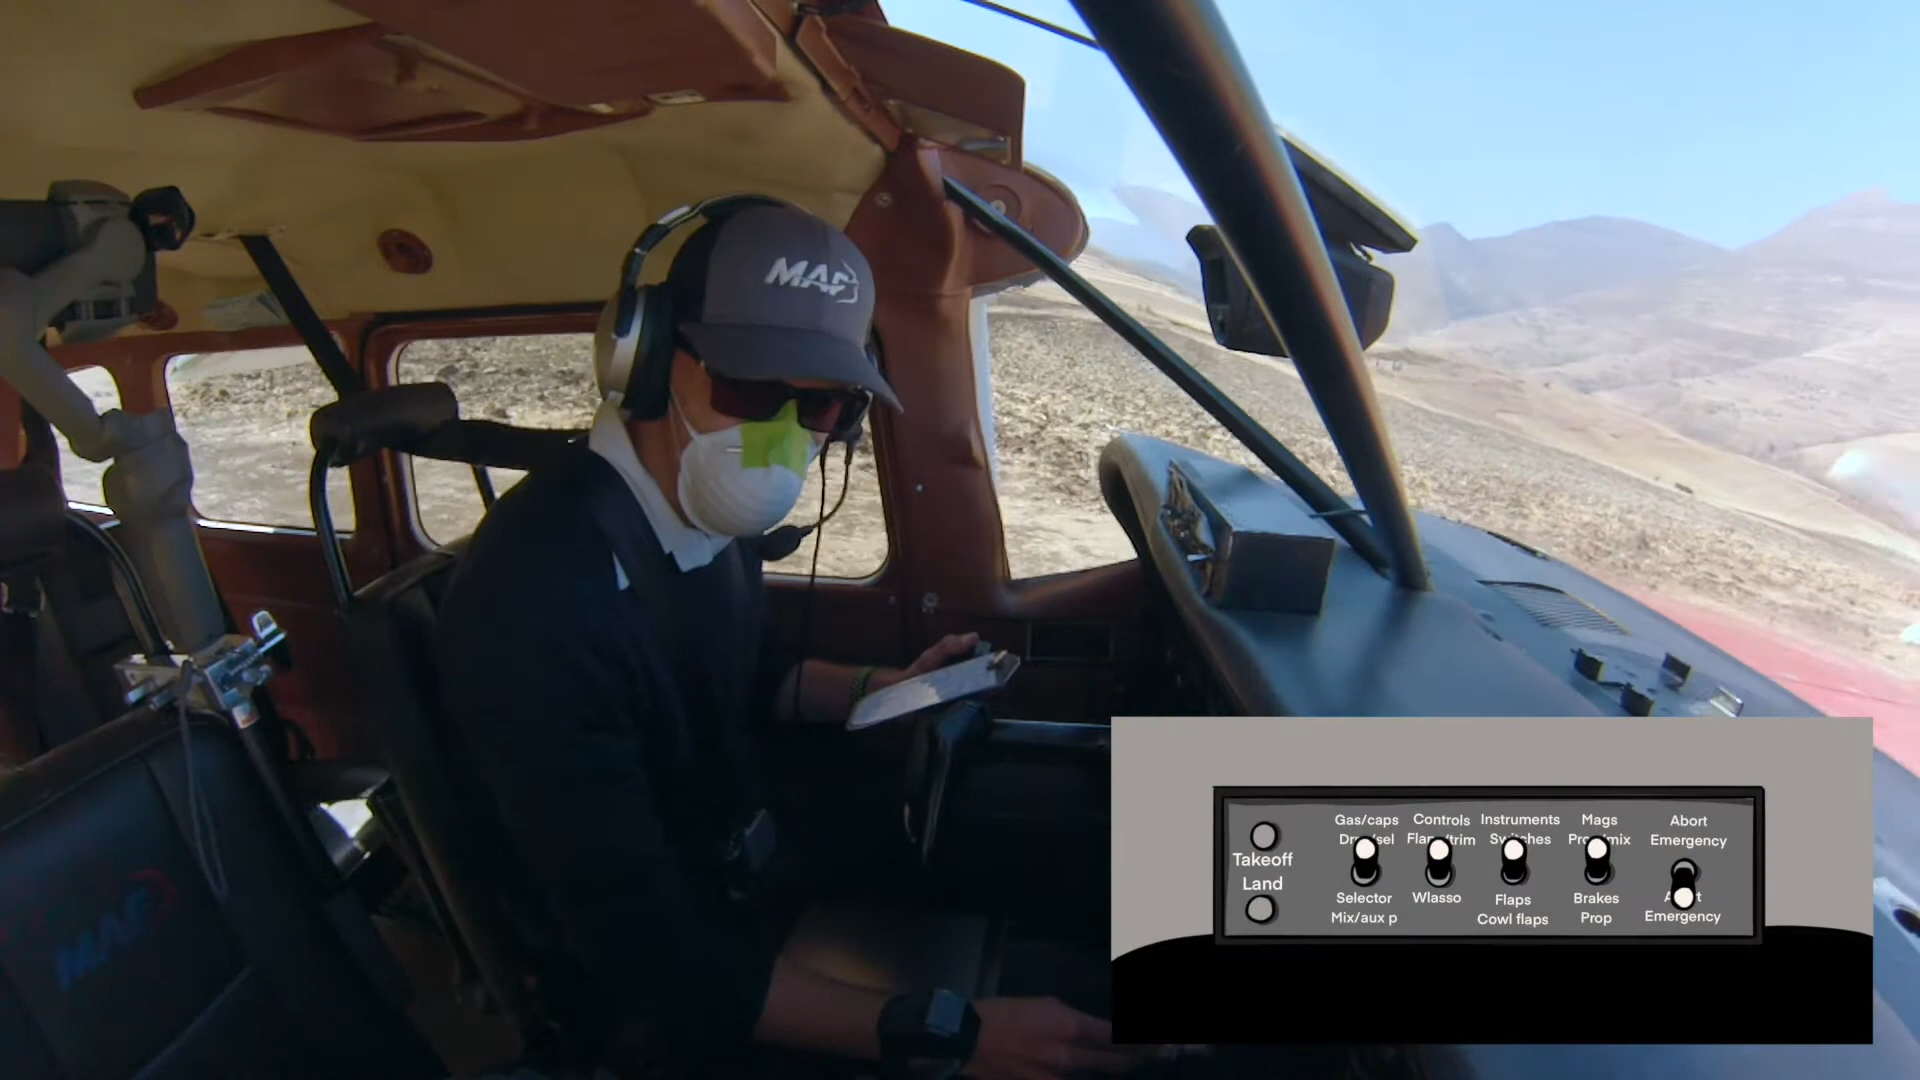 MAF
MAF
Gas/caps
Controls
Instruments
Mags
Abort
Emergency
Takeoff
Land
Selector
Mix/aux p
Wlasso
Flaps
Cowl flaps
Brakes
Prop
Emergency